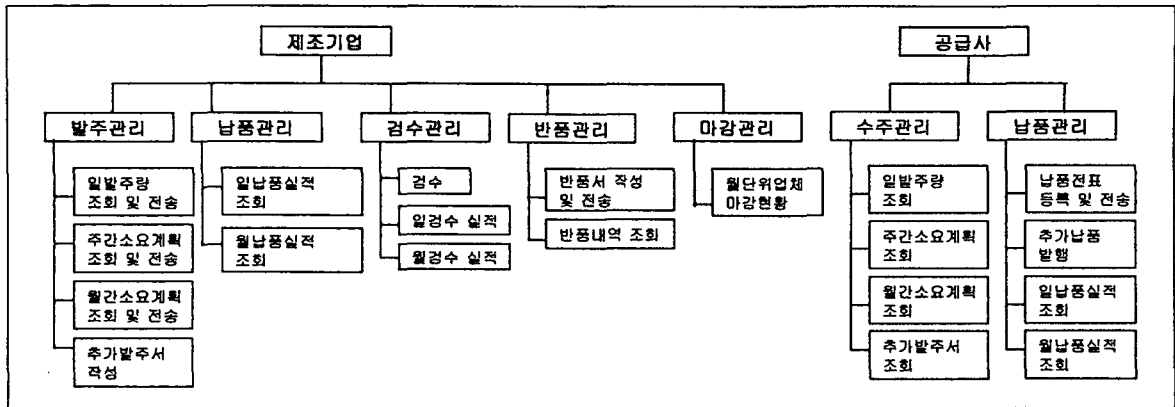 제조기업
공급사
발주관리
납품관리
검수관리
반품관리
마감관리
수주관리
납품관리
일발주량
조회 및 전송
주간소요계획
조회 및 전송
월간소요계획
조회 및 전송
추가발주서
작성
일납품실적
조회
월납품실적
조회
검수
일검수 실적
월검수 실적
반품서 작성
및 전송
반품내역 조회
월단위업체
마감현황
일발주량
조회
주간소요계획
조회
월간소요계획
조회
추가발주서
조회
납품전표
등록 및 전송
추가납품
발행
일납품실적
조회
월납품실적
조회